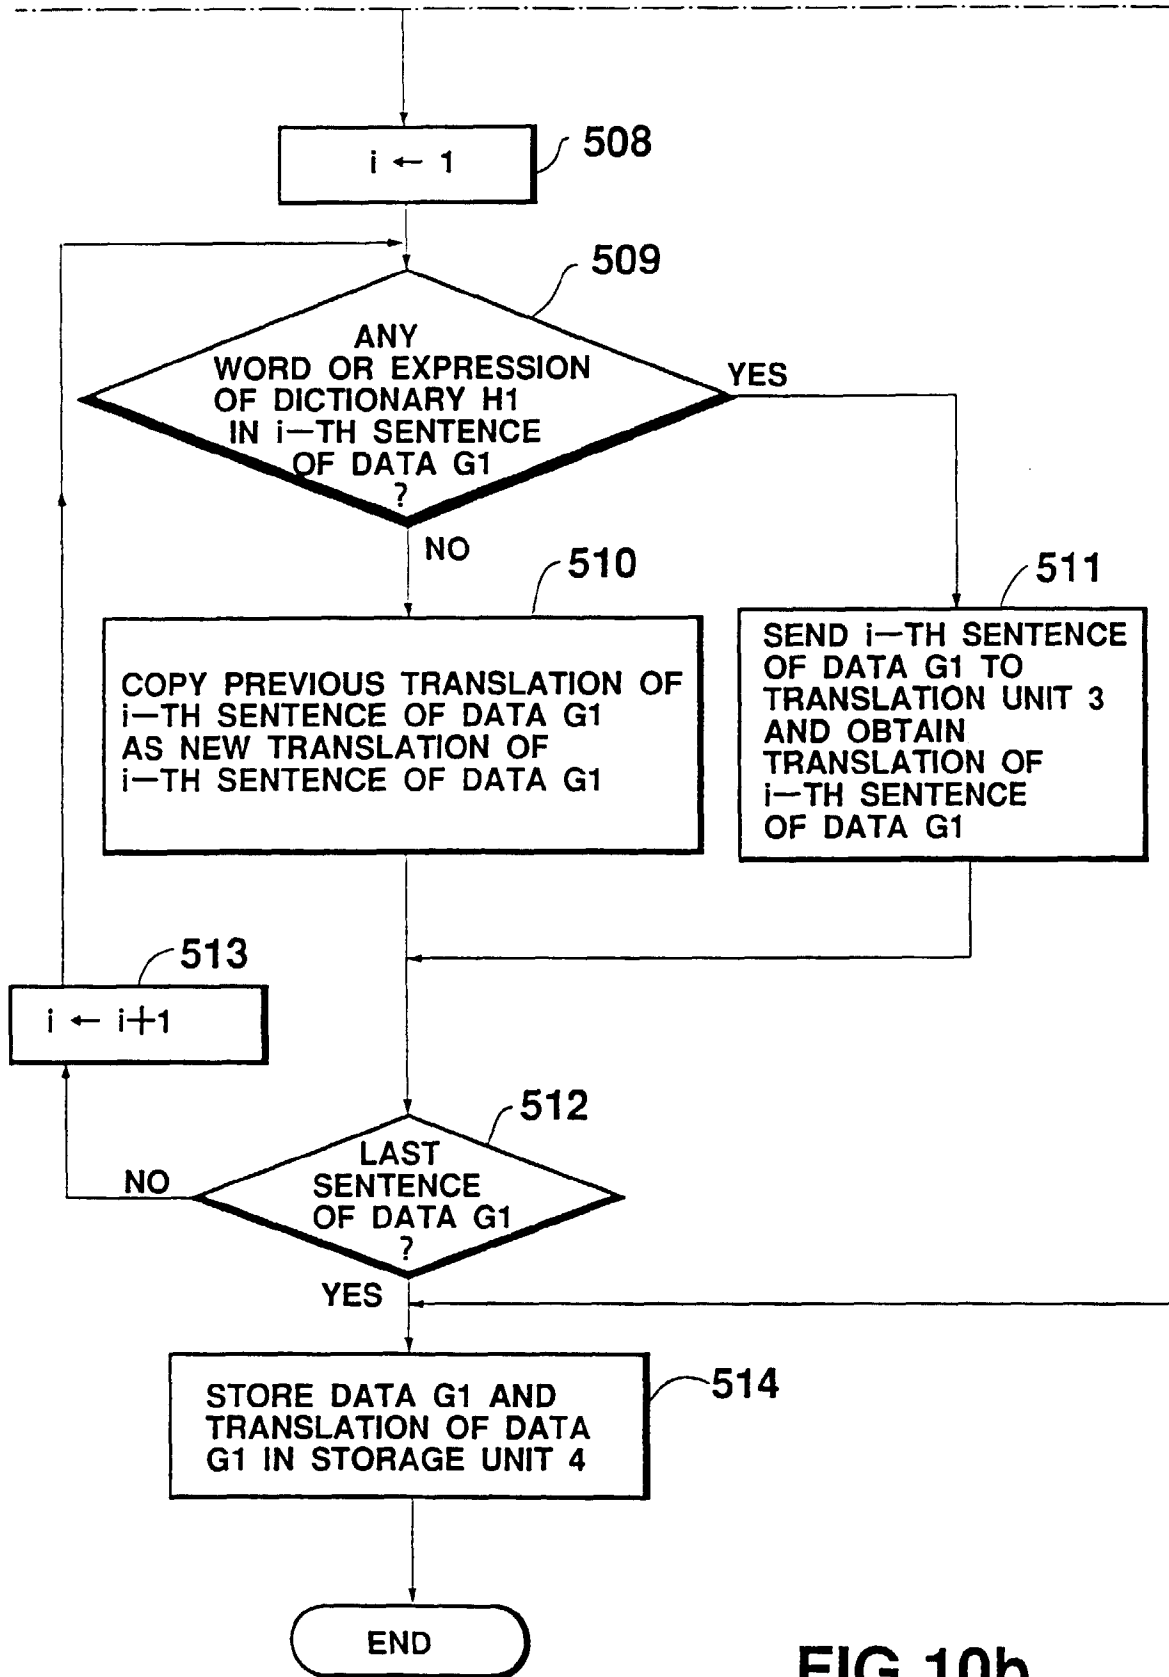 508
i ← 1
509
ANY
WORD OR EXPRESSION
OF DICTIONARY H1
IN i—TH SENTENCE
OF DATA G1
?
YES
NO
510
COPY PREVIOUS TRANSLATION OF
i—TH SENTENCE OF DATA G1
AS NEW TRANSLATION OF
i—TH SENTENCE OF DATA G1
511
SEND i—TH SENTENCE
OF DATA G1 TO
TRANSLATION UNIT 3
AND OBTAIN
TRANSLATION OF
i—TH SENTENCE
OF DATA G1
513
i ← i+1
512
LAST
SENTENCE
OF DATA G1
?
NO
YES
514
STORE DATA G1 AND
TRANSLATION OF DATA
G1 IN STORAGE UNIT 4
END
FIG.10b